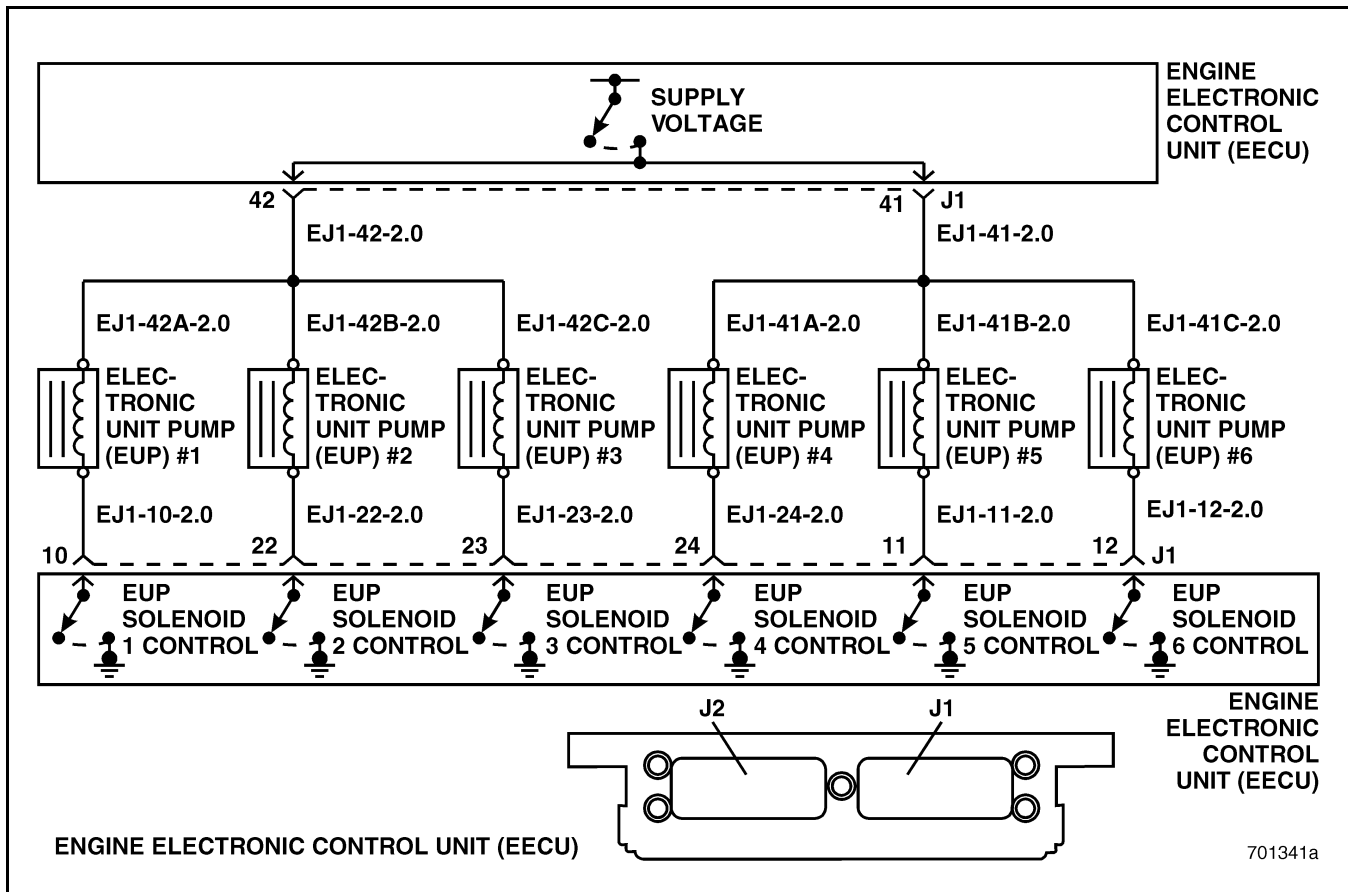 ENGINE
ELECTRONIC
CONTROL
UNIT (EECU)
SUPPLY
VOLTAGE
42
41
J1
EJ1-42-2.0
EJ1-41-2.0
EJ1-42A-2.0
EJ1-42B-2.0
EJ1-42C-2.0
EJ1-41A-2.0
EJ1-41B-2.0
EJ1-41C-2.0
ELEC-
TRONIC
UNIT PUMP
(EUP) #1
ELEC-
TRONIC
UNIT PUMP
(EUP) #2
ELEC-
TRONIC
UNIT PUMP
(EUP) #3
ELEC-
TRONIC
UNIT PUMP
(EUP) #4
ELEC-
TRONIC
UNIT PUMP
(EUP) #5
ELEC-
TRONIC
UNIT PUMP
(EUP) #6
EJ1-10-2.0
EJ1-22-2.0
EJ1-23-2.0
EJ1-24-2.0
EJ1-11-2.0
EJ1-12-2.0
10
22
23
24
11
12
J1
EUP
SOLENOID
1 CONTROL
EUP
SOLENOID
2 CONTROL
EUP
SOLENOID
3 CONTROL
EUP
SOLENOID
4 CONTROL
EUP
SOLENOID
5 CONTROL
EUP
SOLENOID
6 CONTROL
ENGINE
ELECTRONIC
CONTROL
UNIT (EECU)
J2
J1
ENGINE ELECTRONIC CONTROL UNIT (EECU)
701341a